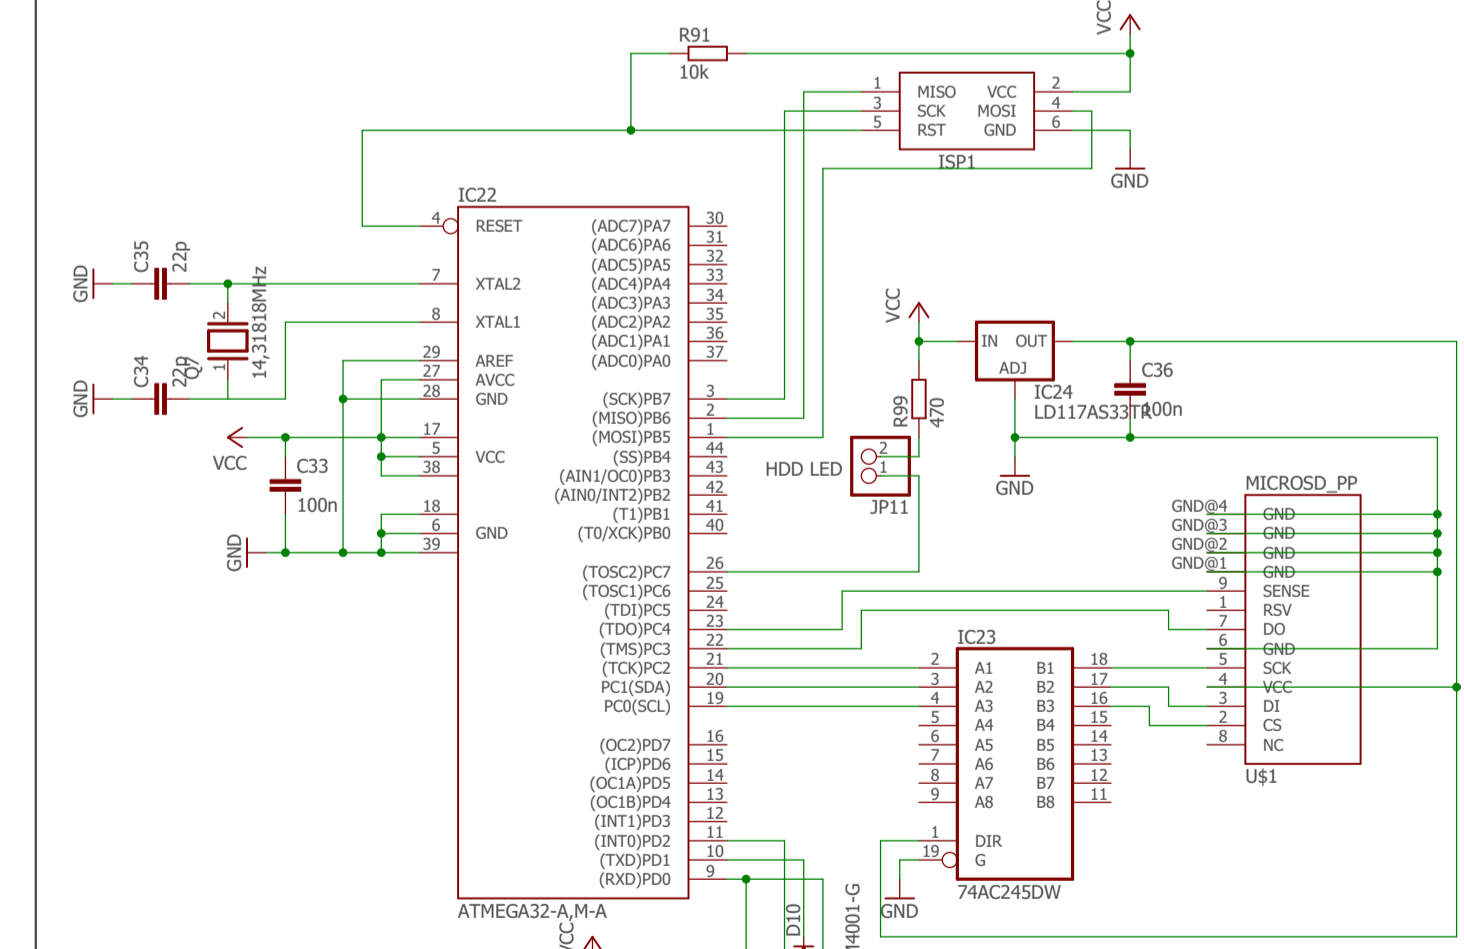 VCC
R91
10k
1 MISO VCC 2
3 SCK MOSI 4
5 RST GND 6
ISP1
GND
IC22
4 RESET (ADC7)PA7 30
(ADC6)PA6 31
(ADC5)PA5 32
7 XTAL2 (ADC4)PA4 33
(ADC3)PA3 34
8 XTAL1 (ADC2)PA2 35
(ADC1)PA1 36
29 AREF (ADC0)PA0 37
27 AVCC
28 GND (SCK)PB7 3
(MISO)PB6 2
17 (MOSI)PB5 1
5 VCC (SS)PB4 44
38 (AIN1/OC0)PB3 43
(AIN0/INT2)PB2 42
18 (T1)PB1 41
6 GND (T0/XCK)PB0 40
39
(TOSC2)PC7 26
(TOSC1)PC6 25
(TDI)PC5 24
(TDO)PC4 23
(TMS)PC3 22
(TCK)PC2 21
PC1(SDA) 20
PC0(SCL) 19
(OC2)PD7 16
(ICP)PD6 15
(OC1A)PD5 14
(OC1B)PD4 13
(INT1)PD3 12
(INT0)PD2 11
(TXD)PD1 10
(RXD)PD0 9
ATMEGA32-A,M-A
GND
C35
22p
2
14,31818MHz
Q7
1
GND
C34
22p
VCC
C33
100n
GND
VCC
IN OUT
ADJ
IC24
LD117AS33TR
C36
100n
R99
470
GND
HDD LED
2
1
JP11
MICROSD_PP
GND@4 GND
GND@3 GND
GND@2 GND
GND@1 GND
9 SENSE
1 RSV
7 DO
6 GND
5 SCK
4 VCC
3 DI
2 CS
8 NC
U$1
IC23
2 A1 B1 18
3 A2 B2 17
4 A3 B3 16
5 A4 B4 15
6 A5 B5 14
7 A6 B6 13
8 A7 B7 12
9 A8 B8 11
1 DIR
19 G
74AC245DW
GND
VCC
D10
M4001-G